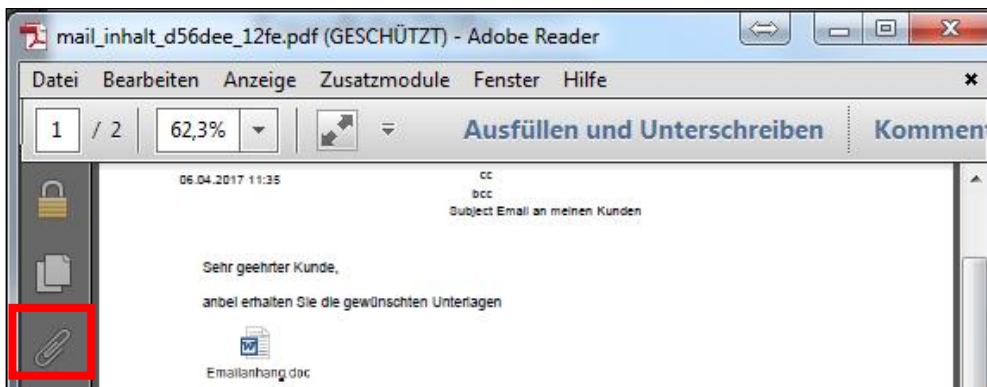 mail_inhalt_d56dee_12fe.pdf (GESCHÜTZT) - Adobe Reader
Datei Bearbeiten Anzeige Zusatzmodule Fenster Hilfe
1 / 2 62,3% Ausfüllen und Unterschreiben Kommen
06.04.2017 11:35 cc
bcc
Subject Email an meinen Kunden
Sehr geehrter Kunde,
anbei erhalten Sie die gewünschten Unterlagen
Emailanhang.doc